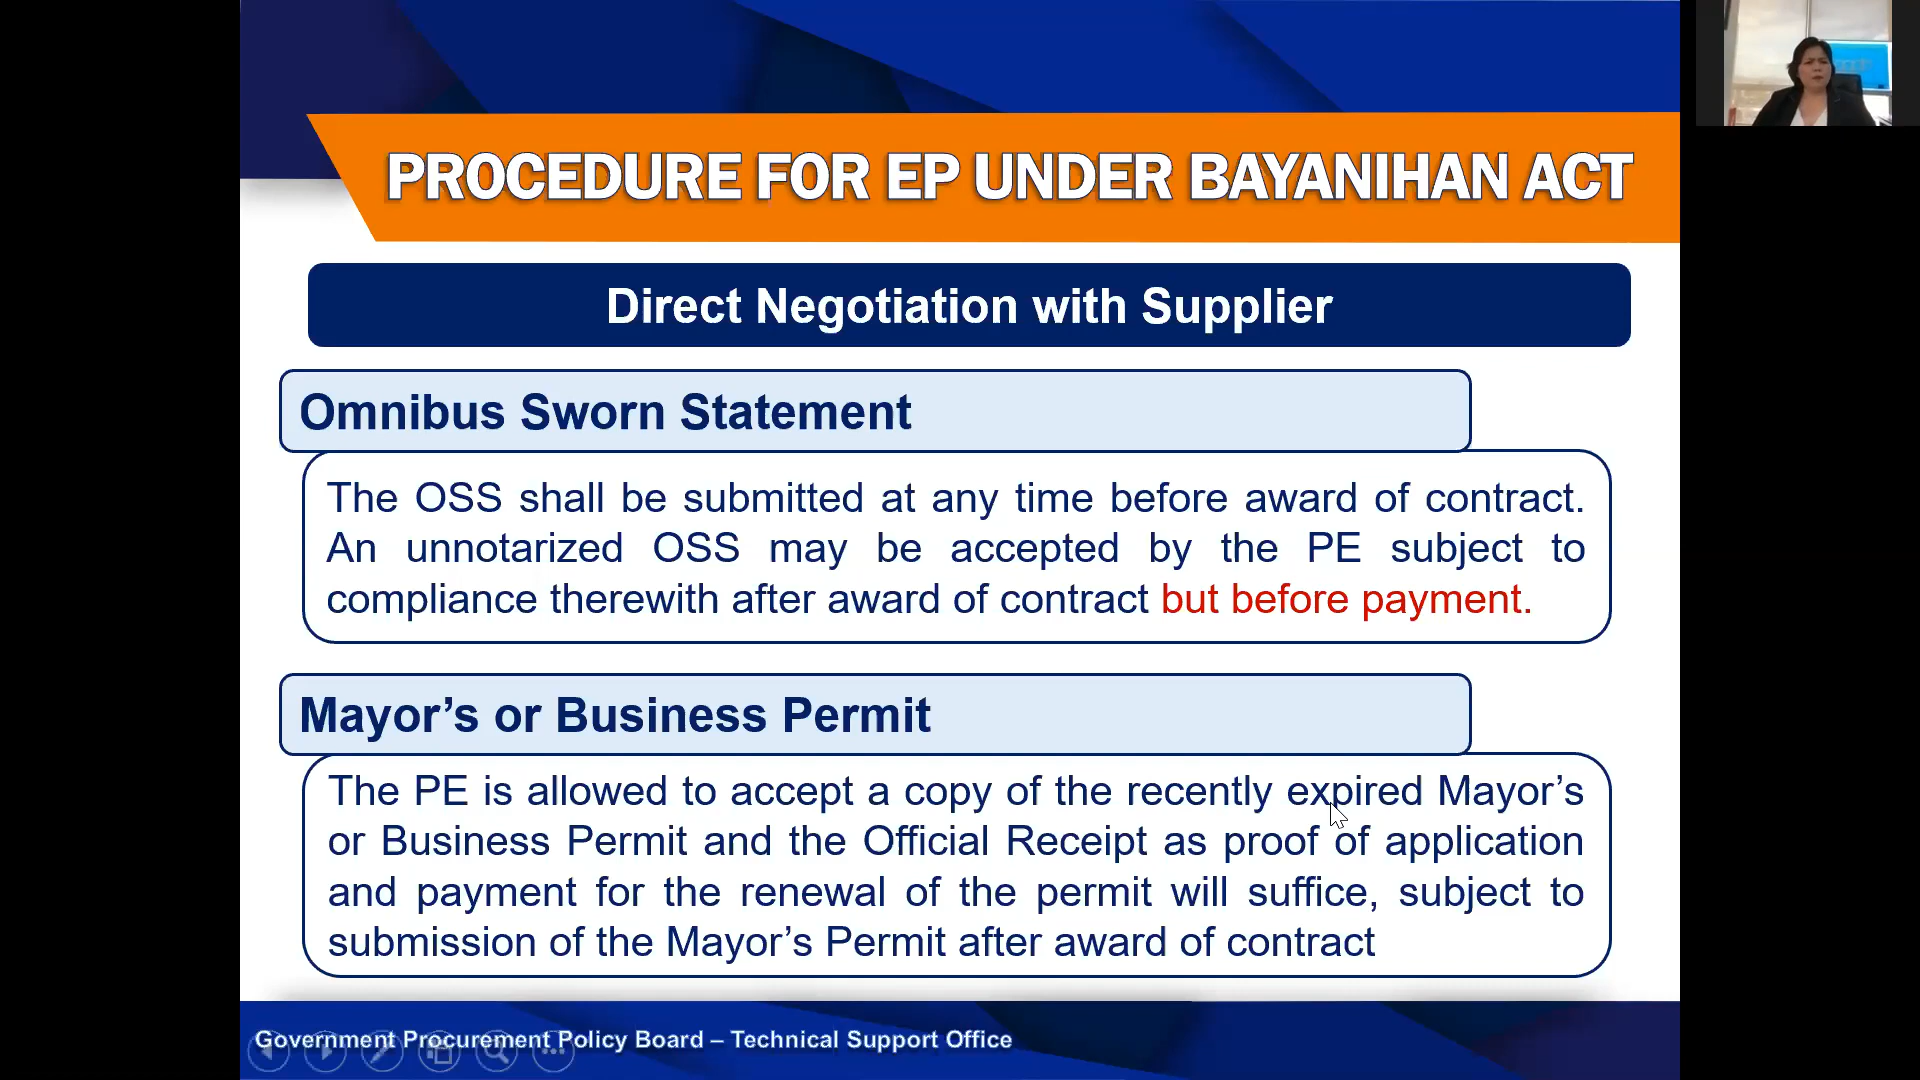 PROCEDURE FOR EP UNDER BAYANIHAN ACT
Direct Negotiation with Supplier
Omnibus Sworn Statement
The OSS shall be submitted at any time before award of contract.
An unnotarized OSS may be accepted by the PE subject to
compliance therewith after award of contract but before payment.
Mayor’s or Business Permit
The PE is allowed to accept a copy of the recently expired Mayor’s
or Business Permit and the Official Receipt as proof of application
and payment for the renewal of the permit will suffice, subject to
submission of the Mayor’s Permit after award of contract
Government Procurement Policy Board – Technical Support Office